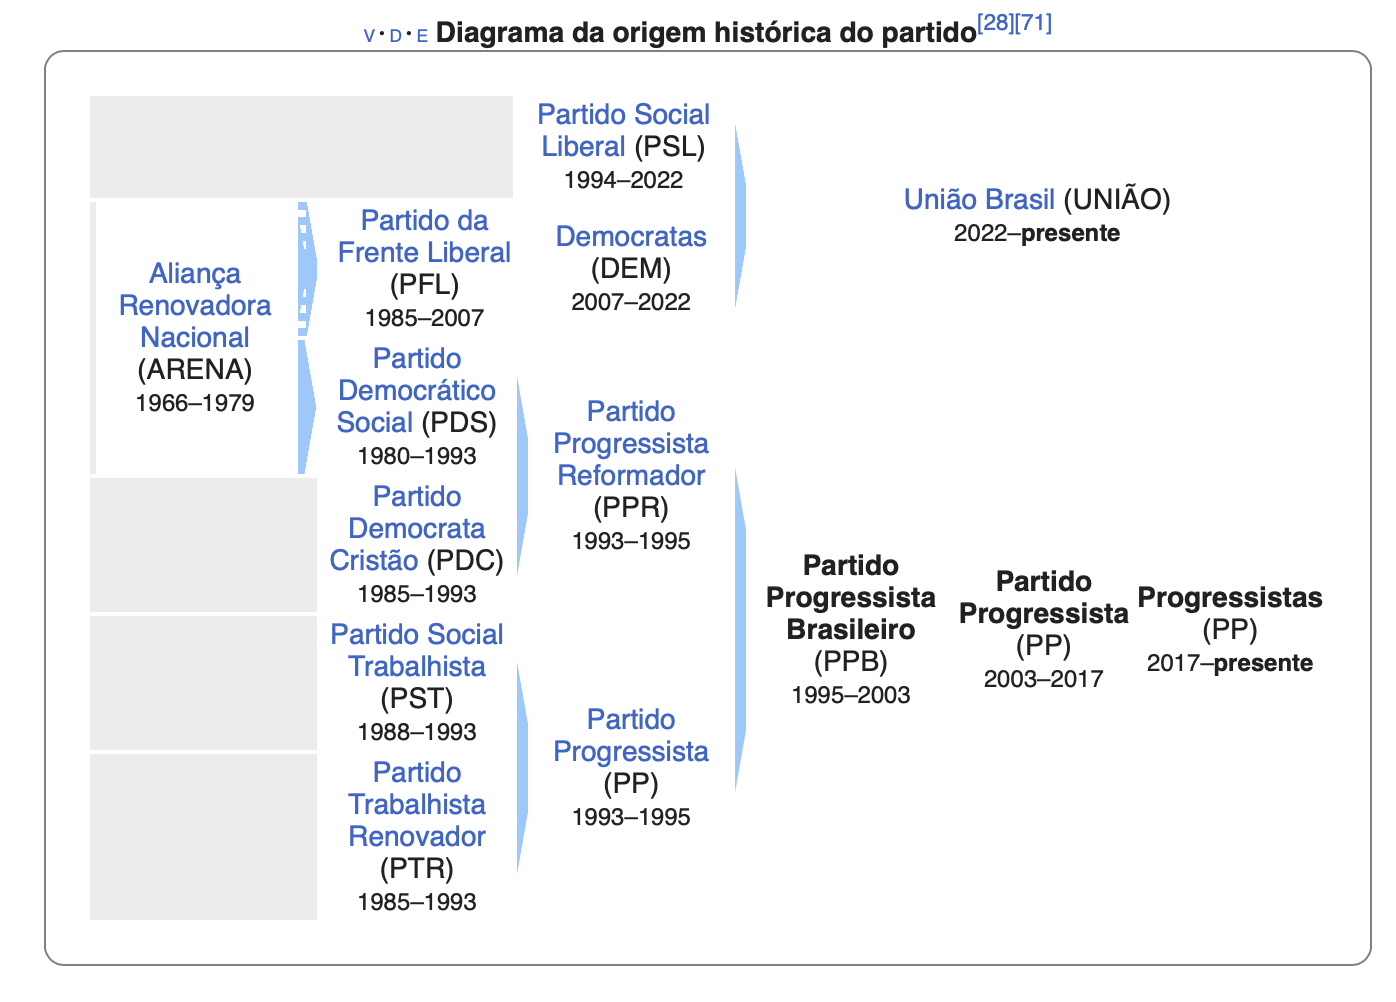 V · D · E Diagrama da origem histórica do partido[28][71]
Partido Social
Liberal (PSL)
1994–2022
União Brasil (UNIÃO)
2022–presente
Partido da
Frente Liberal
(PFL)
1985–2007
Democratas
(DEM)
2007–2022
Aliança
Renovadora
Nacional
(ARENA)
1966–1979
Partido
Democrático
Social (PDS)
1980–1993
Partido
Progressista
Reformador
(PPR)
1993–1995
Partido
Democrata
Cristão (PDC)
1985–1993
Partido
Progressista
Brasileiro
(PPB)
1995–2003
Partido
Progressista
(PP)
2003–2017
Progressistas
(PP)
2017–presente
Partido Social
Trabalhista
(PST)
1988–1993
Partido
Progressista
(PP)
1993–1995
Partido
Trabalhista
Renovador
(PTR)
1985–1993